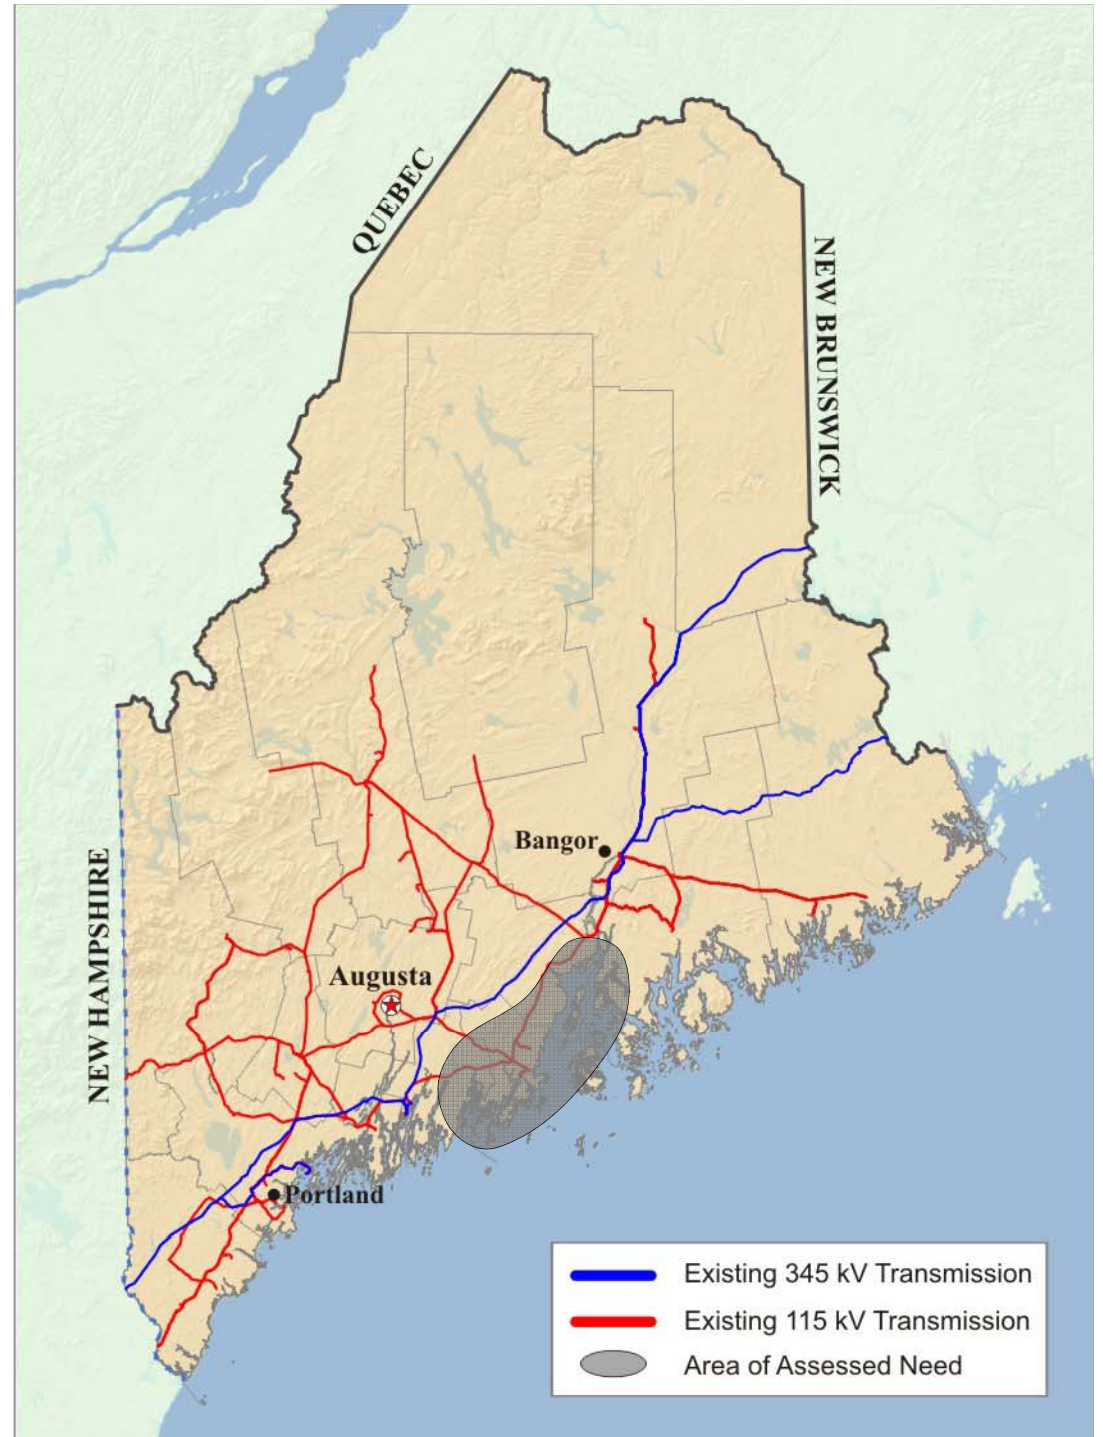 QUEBEC
NEW BRUNSWICK
Bangor
NEW HAMPSHIRE
Augusta
Portland
Existing 345 kV Transmission
Existing 115 kV Transmission
Area of Assessed Need